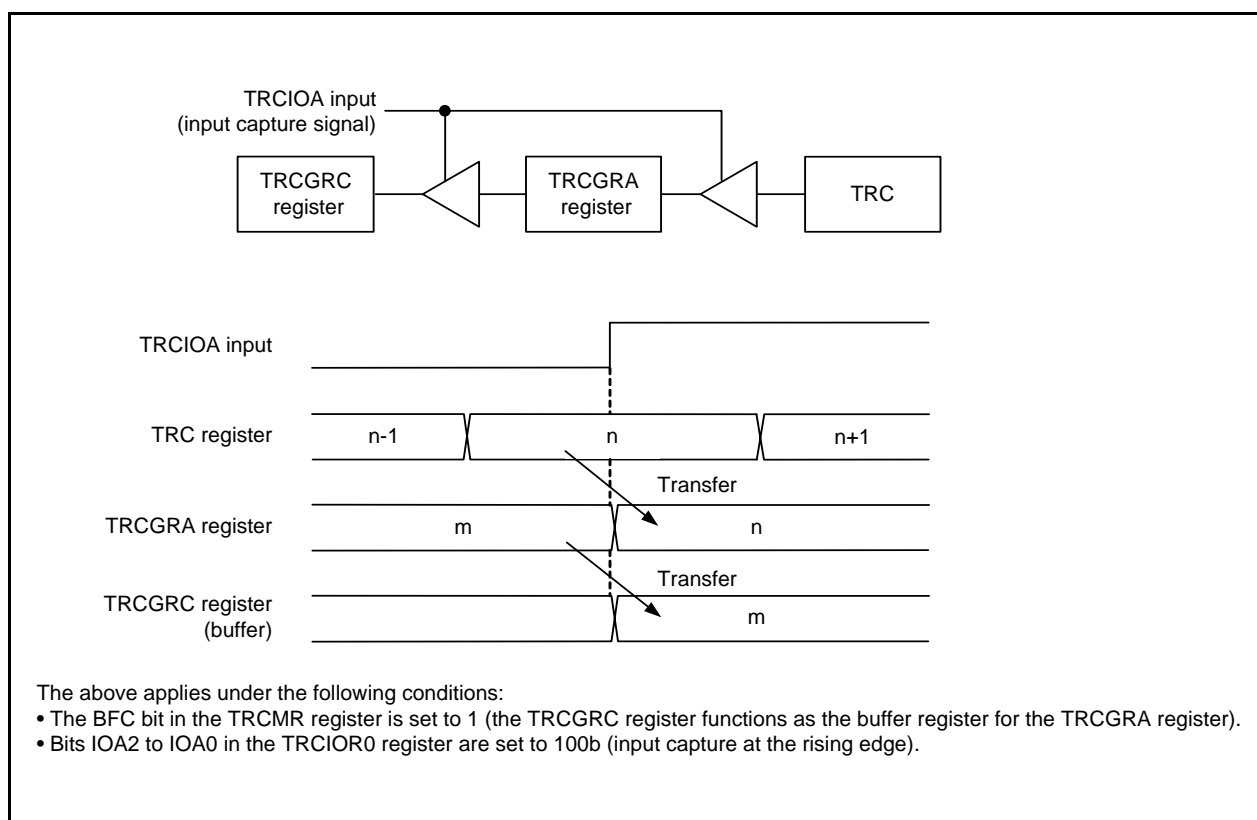 TRCIOA input
(input capture signal)
TRCGRC
register
TRCGRA
register
TRC
TRCIOA input
TRC register
n-1
n
n+1
Transfer
TRCGRA register
m
n
Transfer
TRCGRC register
(buffer)
m
The above applies under the following conditions:
• The BFC bit in the TRCMR register is set to 1 (the TRCGRC register functions as the buffer register for the TRCGRA register).
• Bits IOA2 to IOA0 in the TRCIOR0 register are set to 100b (input capture at the rising edge).